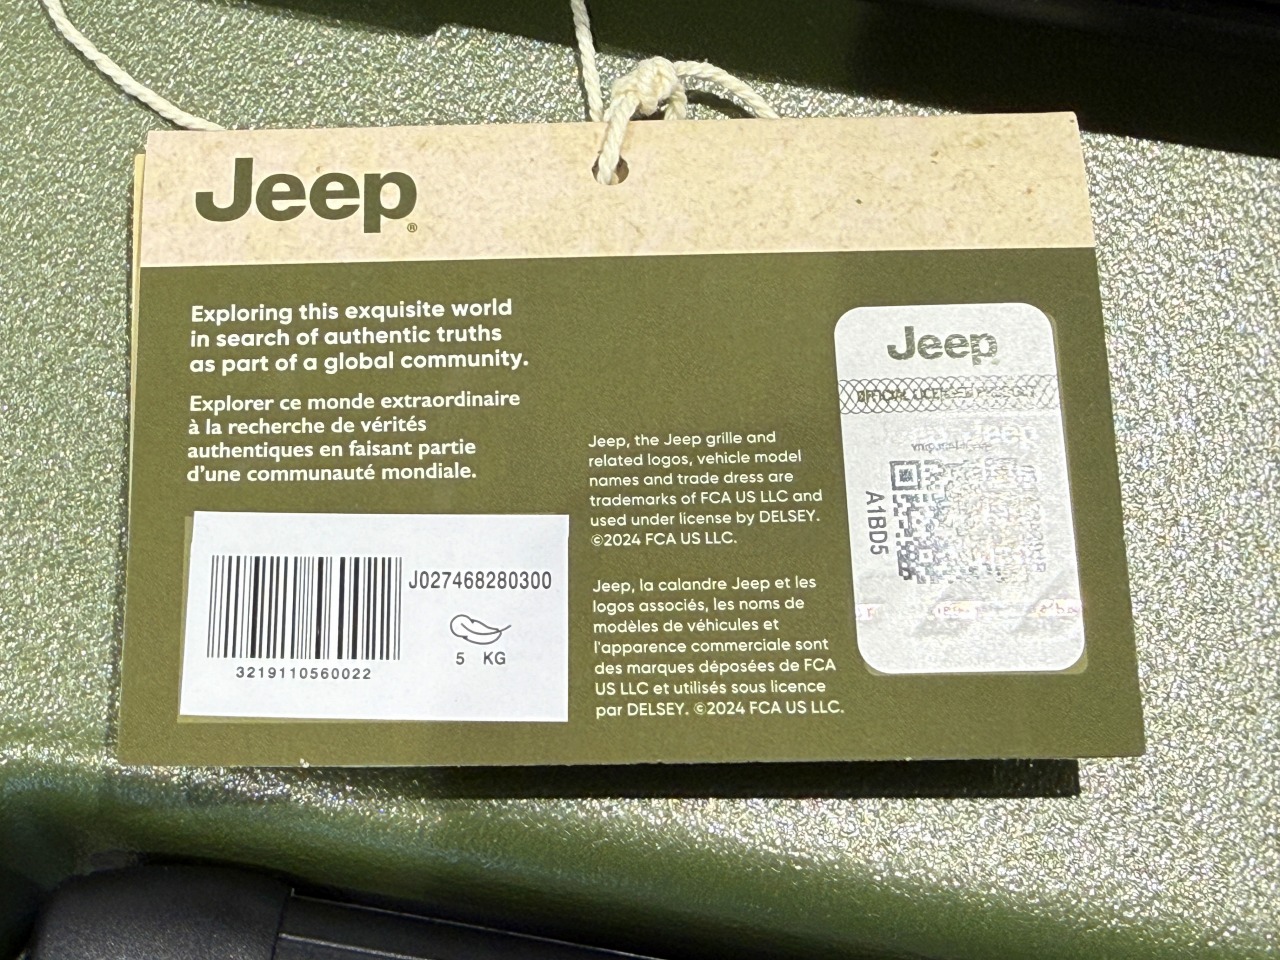 Jeep®
Exploring this exquisite world
in search of authentic truths
as part of a global community.
Explorer ce monde extraordinaire
à la recherche de vérités
authentiques en faisant partie
d'une communauté mondiale.
J027468280300
5 KG
3219110560022
Jeep, the Jeep grille and
related logos, vehicle model
names and trade dress are
trademarks of FCA US LLC and
used under license by DELSEY.
©2024 FCA US LLC.
Jeep, la calandre Jeep et les
logos associés, les noms de
modèles de véhicules et
l'apparence commerciale sont
des marques déposées de FCA
US LLC et utilisés sous licence
par DELSEY. ©2024 FCA US LLC.
Jeep
OFFICIAL LICENSED PRODUCT
Jeep
A1BD5